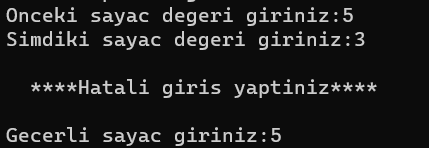 Onceki sayac degeri giriniz:5
Simdiki sayac degeri giriniz:3
****Hatali giris yaptiniz****
Gecerli sayac giriniz:5